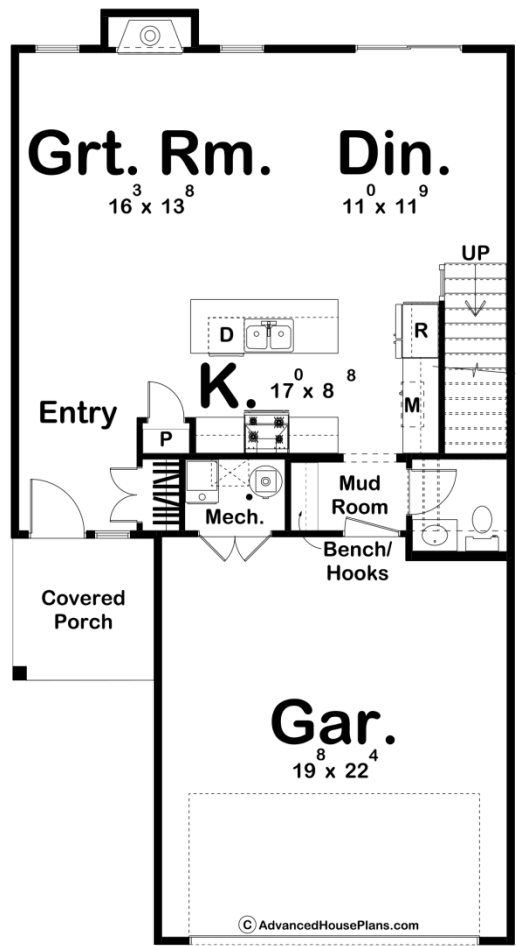 Grt. Rm.
16³ x 13⁸
Din.
11⁰ x 11⁹
UP
D
R
K.
17⁰ x 8⁸
M
Entry
P
Mech.
Mud
Room
Bench/
Hooks
Covered
Porch
Gar.
19⁸ x 22⁴
© AdvancedHousePlans.com